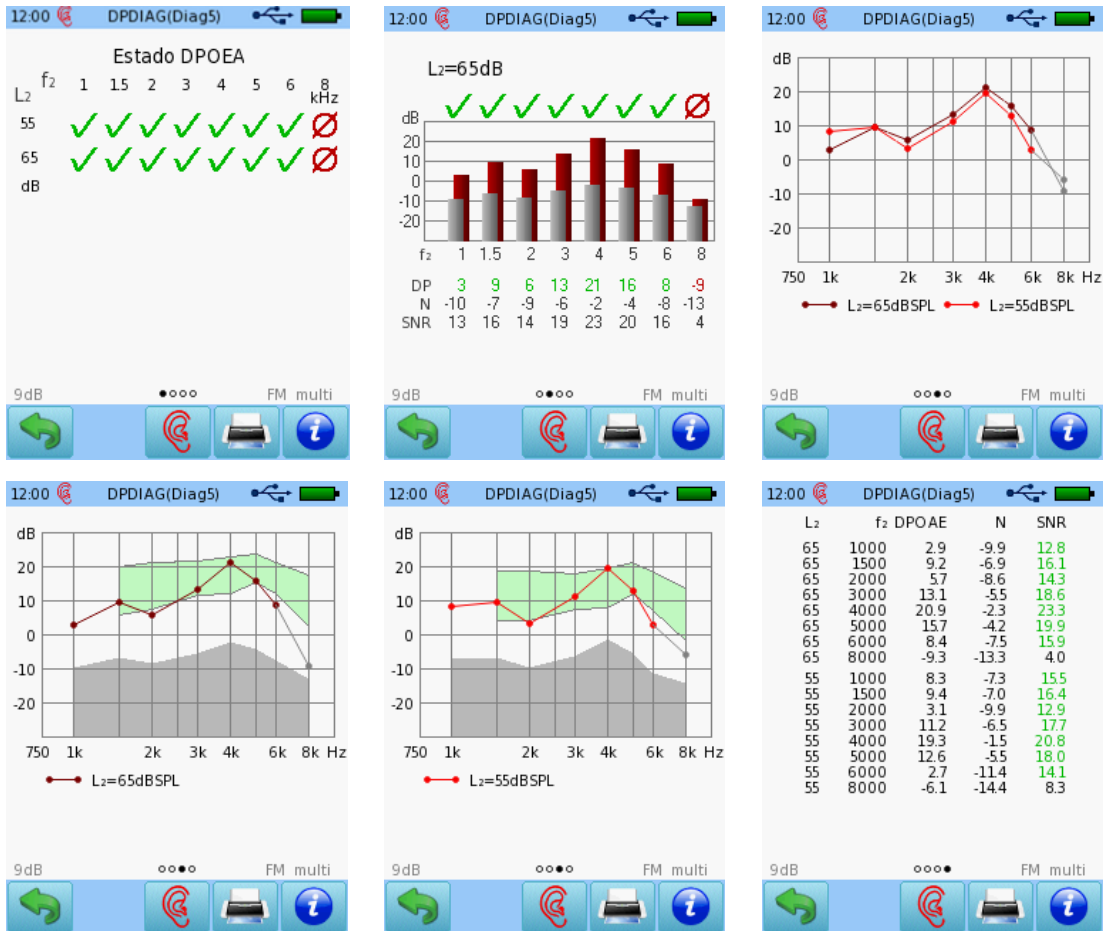 12:00 DPDIAG(Diag5)
Estado DPOEA
f₂ 1 1.5 2 3 4 5 6 8
L₂ kHz
55
65
dB
9dB FM multi
12:00 DPDIAG(Diag5)
L₂=65dB
dB
20
10
0
-10
-20
f₂ 1 1.5 2 3 4 5 6 8
DP 3 9 6 13 21 16 8 -9
N -10 -7 -9 -6 -2 -4 -8 -13
SNR 13 16 14 19 23 20 16 4
9dB FM multi
12:00 DPDIAG(Diag5)
dB
20
10
0
-10
-20
750 1k 2k 3k 4k 6k 8k Hz
L₂=65dBSPL L₂=55dBSPL
9dB FM multi
12:00 DPDIAG(Diag5)
dB
20
10
0
-10
-20
750 1k 2k 3k 4k 6k 8k Hz
L₂=65dBSPL
9dB FM multi
12:00 DPDIAG(Diag5)
dB
20
10
0
-10
-20
750 1k 2k 3k 4k 6k 8k Hz
L₂=55dBSPL
9dB FM multi
12:00 DPDIAG(Diag5)
L₂ f₂ DPOAE N SNR
65 1000 2.9 -9.9 12.8
65 1500 9.2 -6.9 16.1
65 2000 5.7 -8.6 14.3
65 3000 13.1 -5.5 18.6
65 4000 20.9 -2.3 23.3
65 5000 15.7 -4.2 19.9
65 6000 8.4 -7.5 15.9
65 8000 -9.3 -13.3 4.0
55 1000 8.3 -7.3 15.5
55 1500 9.4 -7.0 16.4
55 2000 3.1 -9.9 12.9
55 3000 11.2 -6.5 17.7
55 4000 19.3 -1.5 20.8
55 5000 12.6 -5.5 18.0
55 6000 2.7 -11.4 14.1
55 8000 -6.1 -14.4 8.3
9dB FM multi